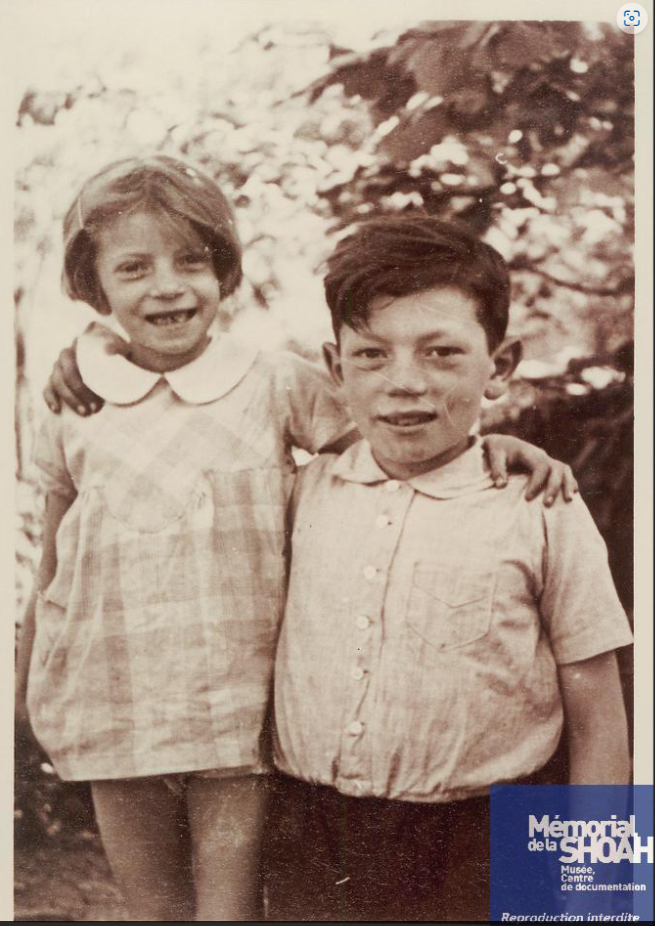 Mémorial
de la SHOAH
Musée,
Centre
de documentation
Reproduction interdite